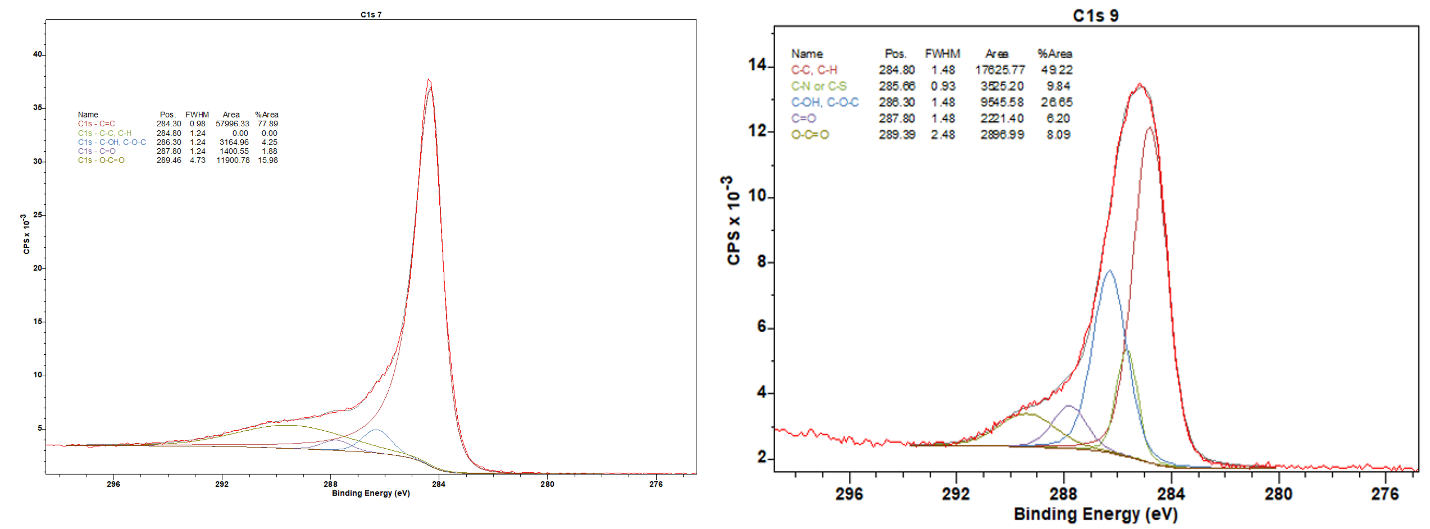 C1s 7
Name Pos. FWHM Area %Area
C1s - C=C 284.30 0.98 57996.33 77.89
C1s - C-C, C-H 284.80 1.24 0.00 0.00
C1s - C-OH, C-O-C 286.30 1.24 3164.96 4.25
C1s - C=O 287.80 1.24 1400.55 1.88
C1s - O-C=O 289.46 4.73 11900.78 15.98
CPS x 10⁻³
40
35
30
25
20
15
10
5
296 292 288 284 280 276
Binding Energy (eV)
C1s 9
Name Pos. FWHM Area %Area
C-C, C-H 284.80 1.48 17625.77 49.22
C-N or C-S 285.66 0.93 3525.20 9.84
C-OH, C-O-C 286.30 1.48 9545.58 26.65
C=O 287.80 1.48 2221.40 6.20
O-C=O 289.39 2.48 2896.99 8.09
CPS x 10⁻³
14
12
10
8
6
4
2
296 292 288 284 280 276
Binding Energy (eV)